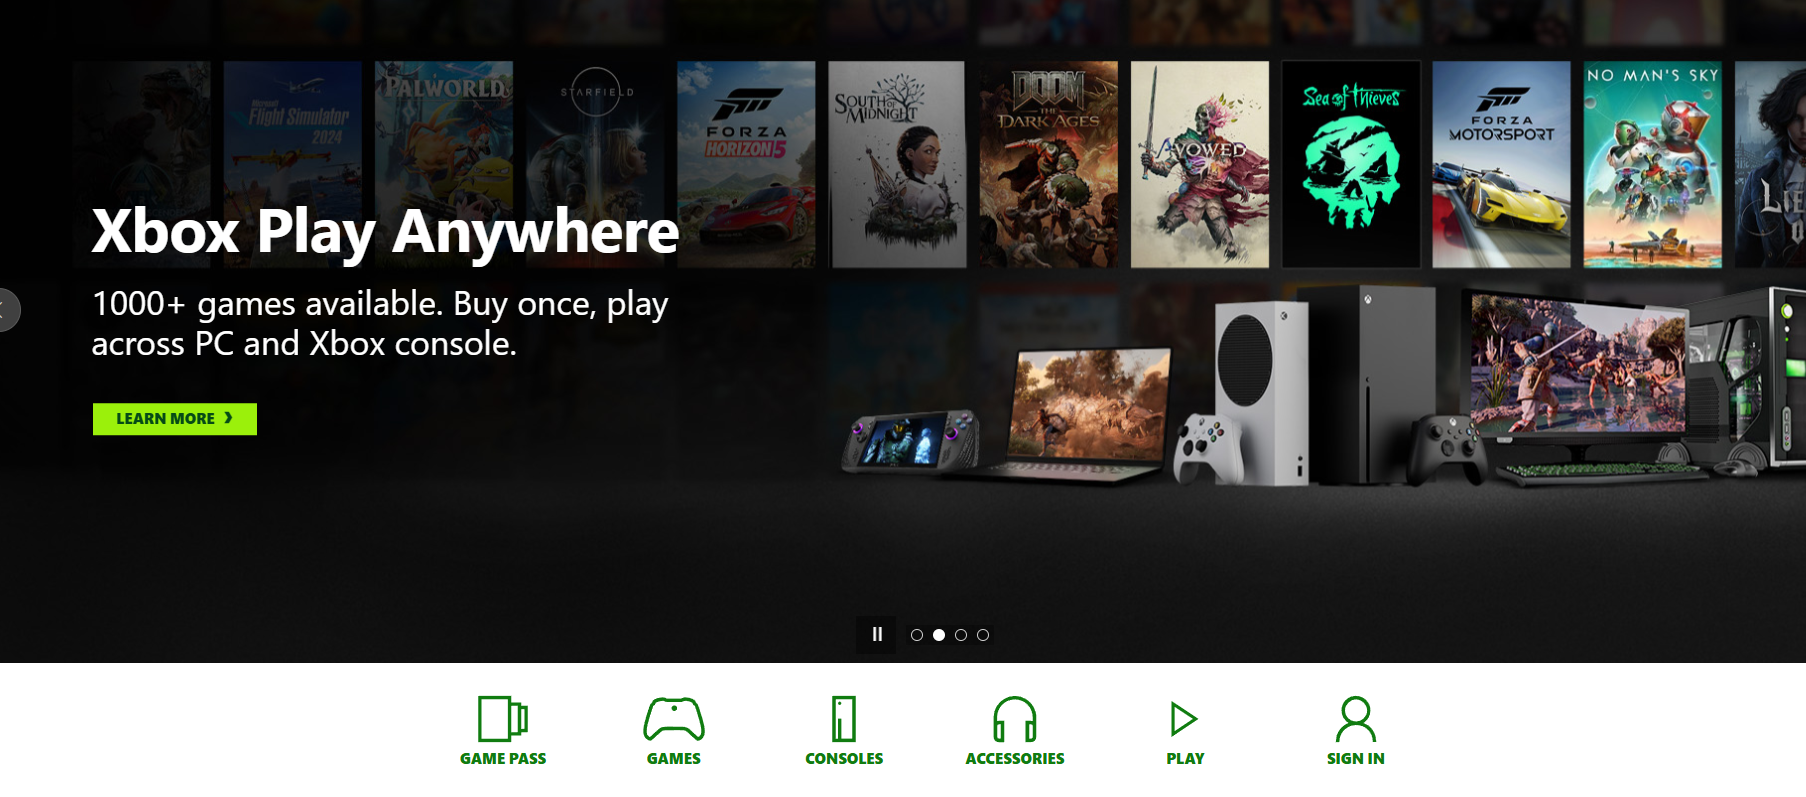 Microsoft
Flight Simulator
2024
PALWORLD
STARFIELD
FORZA
HORIZON 5
SOUTH OF
MIDNIGHT
DOOM
THE
DARK AGES
AVOWED
Sea of Thieves
FORZA
MOTORSPORT
NO MAN'S SKY
Xbox Play Anywhere
1000+ games available. Buy once, play
across PC and Xbox console.
LEARN MORE
GAME PASS
GAMES
CONSOLES
ACCESSORIES
PLAY
SIGN IN